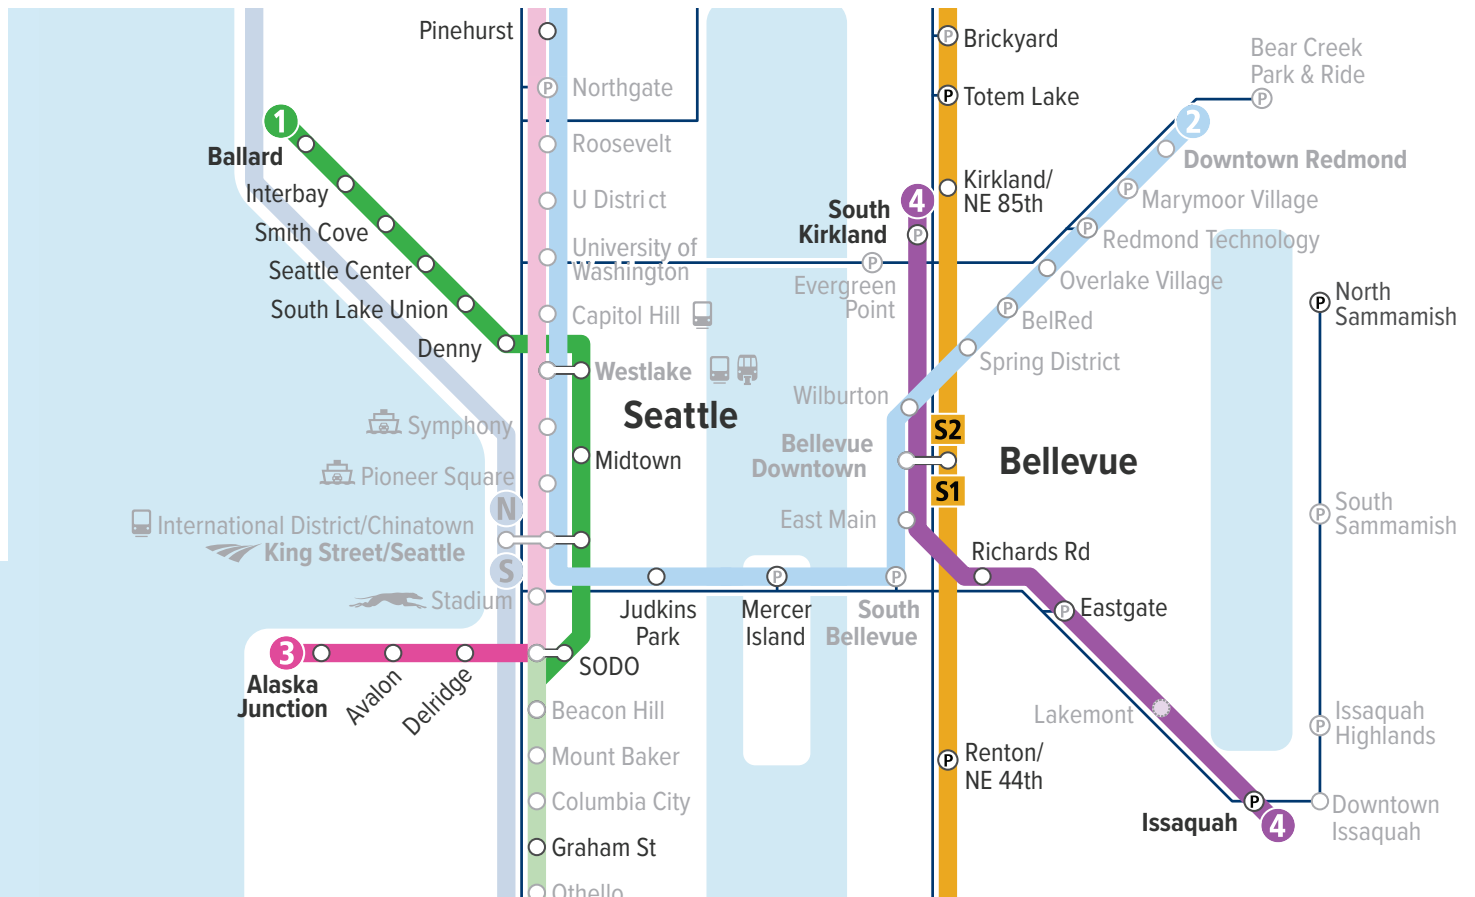 Pinehurst
P
Northgate
Roosevelt
U District
University of
Washington
Capitol Hill
Westlake
1
Ballard
Interbay
Smith Cove
Seattle Center
South Lake Union
Denny
Seattle
Symphony
Pioneer Square
Midtown
N
International District/Chinatown
King Street/Seattle
S
Stadium
3
Alaska
Junction
Avalon
Delridge
SODO
Beacon Hill
Mount Baker
Columbia City
Graham St
Othello
Judkins
Park
P
Mercer
Island
P
South
Bellevue
P
Brickyard
P
Totem Lake
Kirkland/
NE 85th
4
South
Kirkland
P
P
Evergreen
Point
Bear Creek
Park & Ride
P
2
Downtown Redmond
P
Marymoor Village
P
Redmond Technology
Overlake Village
P
BelRed
Spring District
Wilburton
S2
Bellevue
Downtown
Bellevue
S1
East Main
Richards Rd
P
Eastgate
Lakemont
P
Renton/
NE 44th
P
Issaquah
4
P
North
Sammamish
P
South
Sammamish
P
Issaquah
Highlands
Downtown
Issaquah